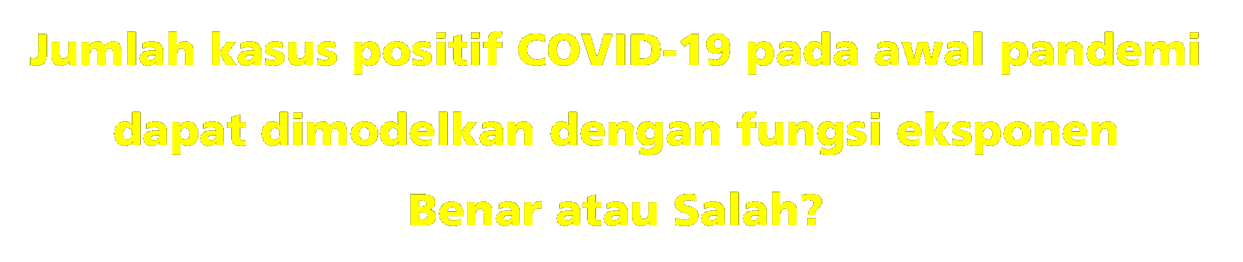 Jumlah kasus positif COVID-19 pada awal pandemi
dapat dimodelkan dengan fungsi eksponen
Benar atau Salah?